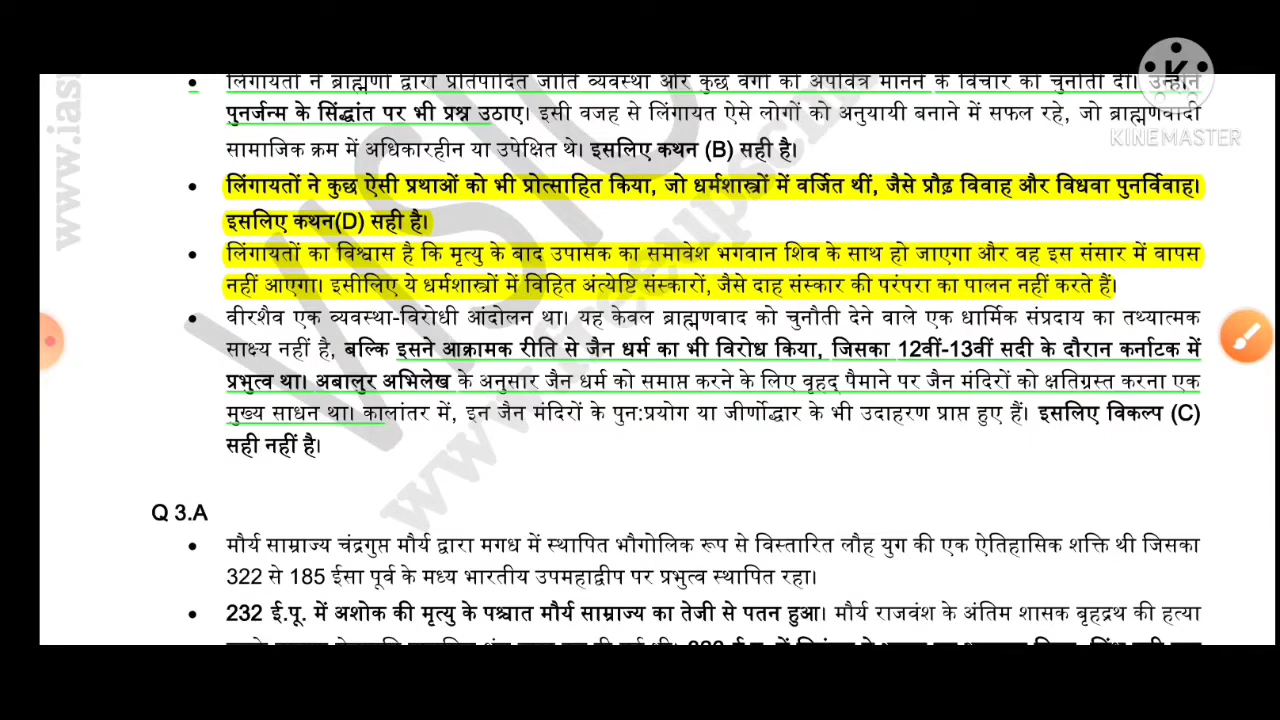 लिंगायतों ने ब्राह्मणों द्वारा प्रतिपादित जाति व्यवस्था और कुछ वर्गों को अपवित्र मानने के विचार को चुनौती दी। उन्होंने
पुनर्जन्म के सिद्धांत पर भी प्रश्न उठाए। इसी वजह से लिंगायत ऐसे लोगों को अनुयायी बनाने में सफल रहे, जो ब्राह्मणवादी
KINEMASTER
सामाजिक क्रम में अधिकारहीन या उपेक्षित थे। इसलिए कथन (B) सही है।
• लिंगायतों ने कुछ ऐसी प्रथाओं को भी प्रोत्साहित किया, जो धर्मशास्त्रों में वर्जित थीं, जैसे प्रौढ़ विवाह और विधवा पुनर्विवाह।
इसलिए कथन(D) सही है।
• लिंगायतों का विश्वास है कि मृत्यु के बाद उपासक का समावेश भगवान शिव के साथ हो जाएगा और वह इस संसार में वापस
नहीं आएगा। इसीलिए ये धर्मशास्त्रों में विहित अंत्येष्टि संस्कारों, जैसे दाह संस्कार की परंपरा का पालन नहीं करते हैं।
• वीरशैव एक व्यवस्था-विरोधी आंदोलन था। यह केवल ब्राह्मणवाद को चुनौती देने वाले एक धार्मिक संप्रदाय का तथ्यात्मक
साक्ष्य नहीं है, बल्कि इसने आक्रामक रीति से जैन धर्म का भी विरोध किया, जिसका 12वीं-13वीं सदी के दौरान कर्नाटक में
प्रभुत्व था। अबालुर अभिलेख के अनुसार जैन धर्म को समाप्त करने के लिए वृहद् पैमाने पर जैन मंदिरों को क्षतिग्रस्त करना एक
मुख्य साधन था। कालांतर में, इन जैन मंदिरों के पुन:प्रयोग या जीर्णोद्धार के भी उदाहरण प्राप्त हुए हैं। इसलिए विकल्प (C)
सही नहीं है।
Q 3.A
• मौर्य साम्राज्य चंद्रगुप्त मौर्य द्वारा मगध में स्थापित भौगोलिक रूप से विस्तारित लौह युग की एक ऐतिहासिक शक्ति थी जिसका
322 से 185 ईसा पूर्व के मध्य भारतीय उपमहाद्वीप पर प्रभुत्व स्थापित रहा।
• 232 ई.पू. में अशोक की मृत्यु के पश्चात मौर्य साम्राज्य का तेजी से पतन हुआ। मौर्य राजवंश के अंतिम शासक बृहद्रथ की हत्या